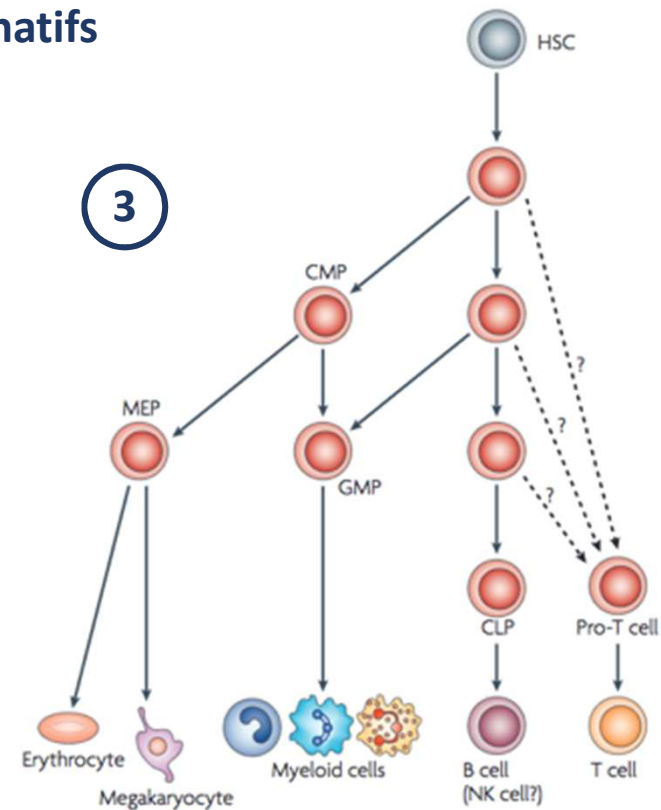 natifs
HSC
3
CMP
?
MEP
?
GMP
?
CLP
Pro-T cell
Erythrocyte
Megakaryocyte
Myeloid cells
B cell
(NK cell?)
T cell